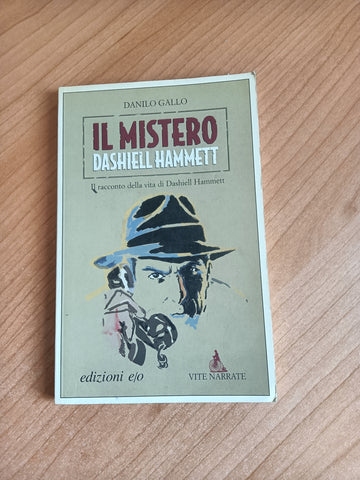 DANILO GALLO
IL MISTERO
DASHIELL HAMMETT
Il racconto della vita di Dashiell Hammett
edizioni e/o
VITE NARRATE